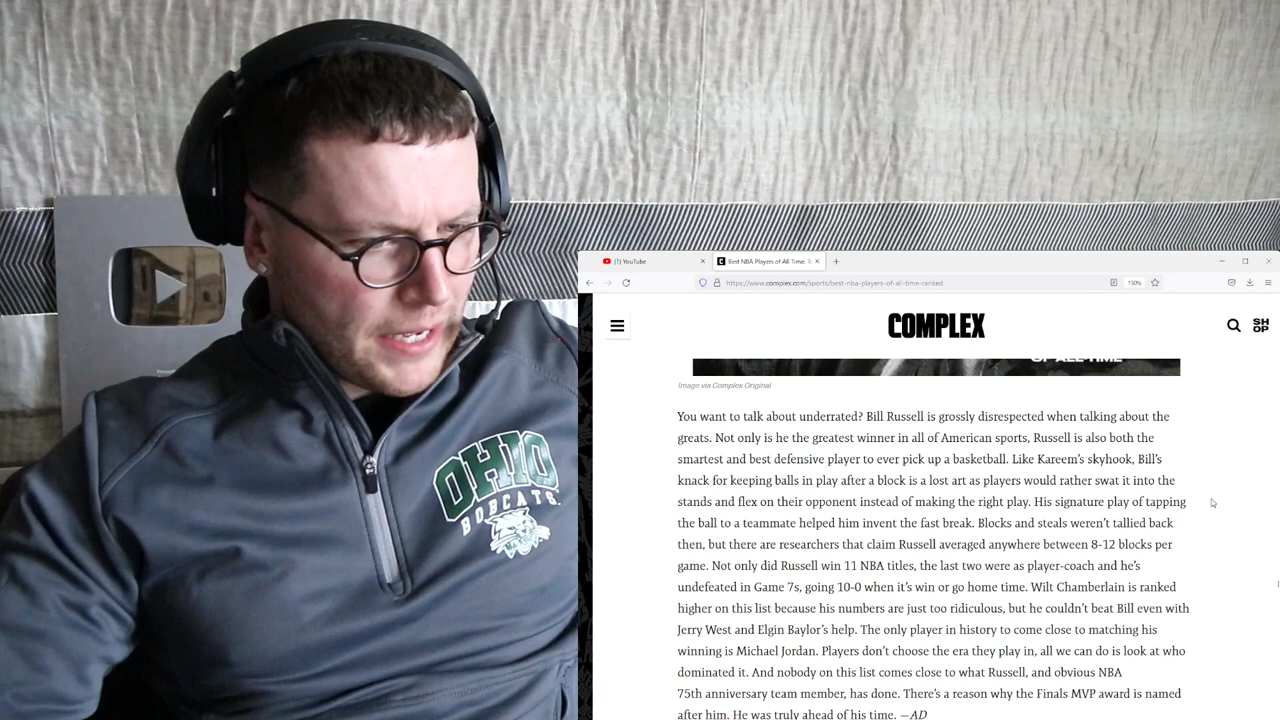 OHIO
BOBCATS
(1) YouTube
Best NBA Players of All Time: To
https://www.complex.com/sports/best-nba-players-of-all-time-ranked
150%
COMPLEX
SH
OP
OF ALL TIME
Image via Complex Original
You want to talk about underrated? Bill Russell is grossly disrespected when talking about the
greats. Not only is he the greatest winner in all of American sports, Russell is also both the
smartest and best defensive player to ever pick up a basketball. Like Kareem's skyhook, Bill's
knack for keeping balls in play after a block is a lost art as players would rather swat it into the
stands and flex on their opponent instead of making the right play. His signature play of tapping
the ball to a teammate helped him invent the fast break. Blocks and steals weren't tallied back
then, but there are researchers that claim Russell averaged anywhere between 8-12 blocks per
game. Not only did Russell win 11 NBA titles, the last two were as player-coach and he's
undefeated in Game 7s, going 10-0 when it's win or go home time. Wilt Chamberlain is ranked
higher on this list because his numbers are just too ridiculous, but he couldn't beat Bill even with
Jerry West and Elgin Baylor's help. The only player in history to come close to matching his
winning is Michael Jordan. Players don't choose the era they play in, all we can do is look at who
dominated it. And nobody on this list comes close to what Russell, and obvious NBA
75th anniversary team member, has done. There's a reason why the Finals MVP award is named
after him. He was truly ahead of his time. —AD